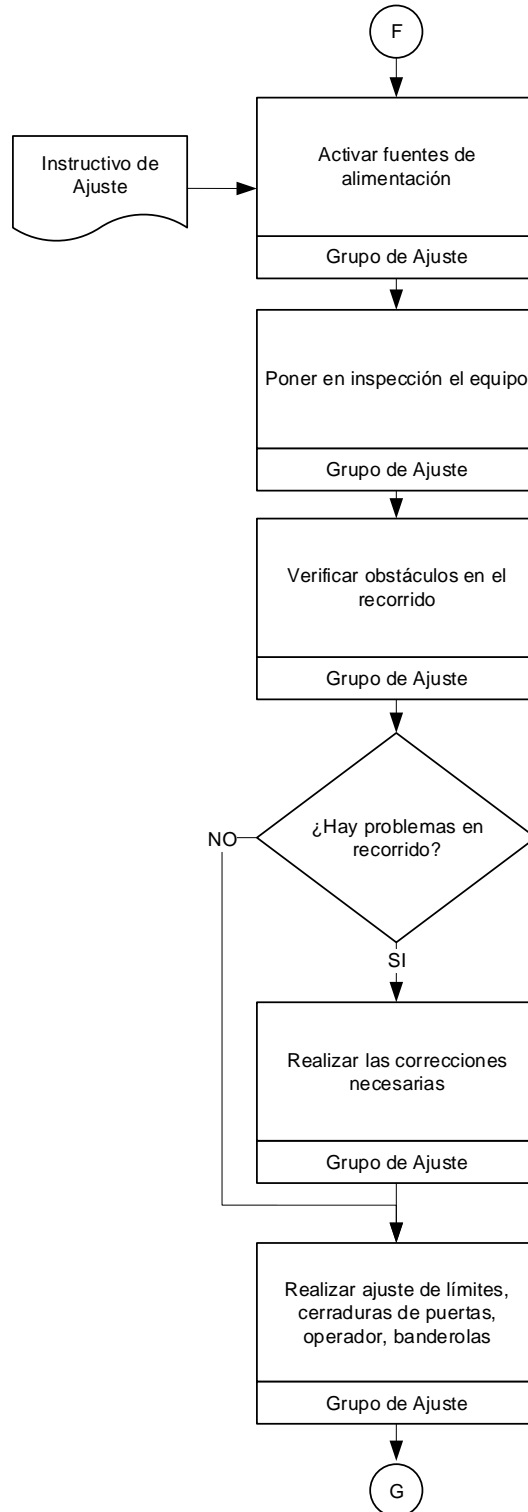 F
Instructivo de
Ajuste
Activar fuentes de
alimentación
Grupo de Ajuste
Poner en inspección el equipo
Grupo de Ajuste
Verificar obstáculos en el
recorrido
Grupo de Ajuste
¿Hay problemas en
recorrido?
NO
SI
Realizar las correcciones
necesarias
Grupo de Ajuste
Realizar ajuste de límites,
cerraduras de puertas,
operador, banderolas
Grupo de Ajuste
G